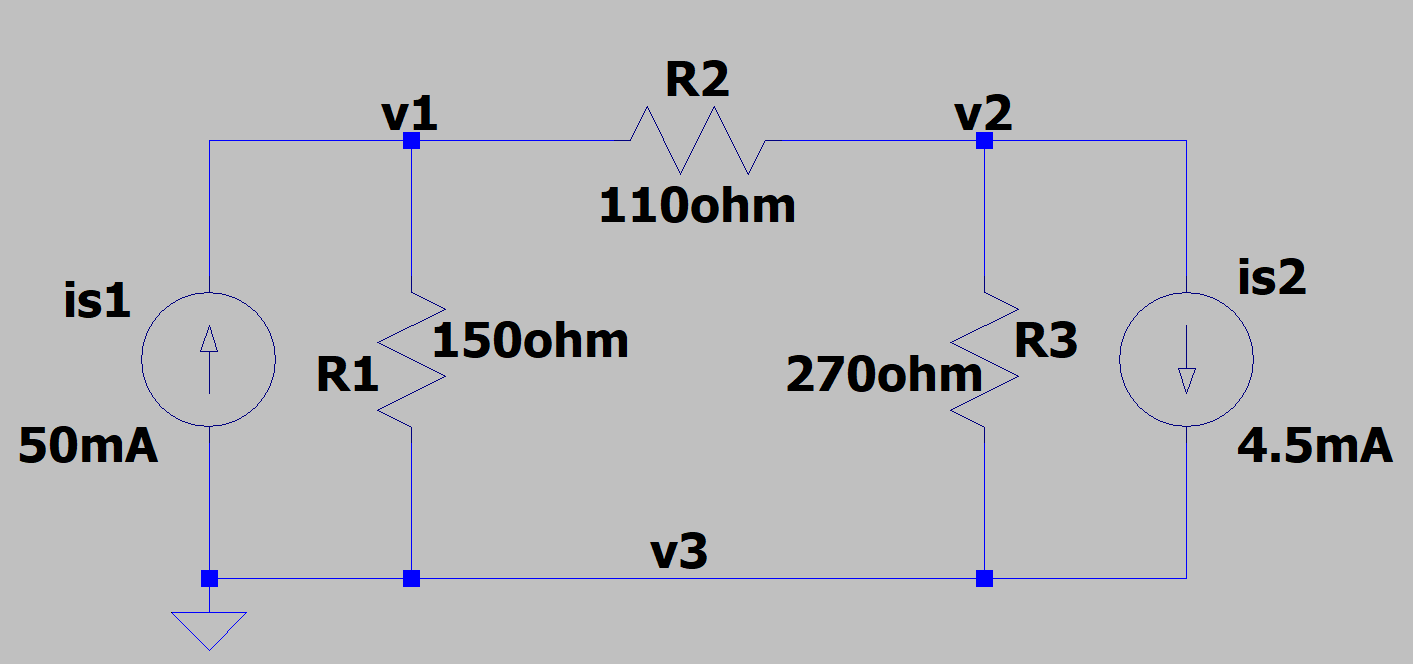 R2
v1
v2
110ohm
is1
is2
150ohm
R3
R1
270ohm
50mA
4.5mA
v3